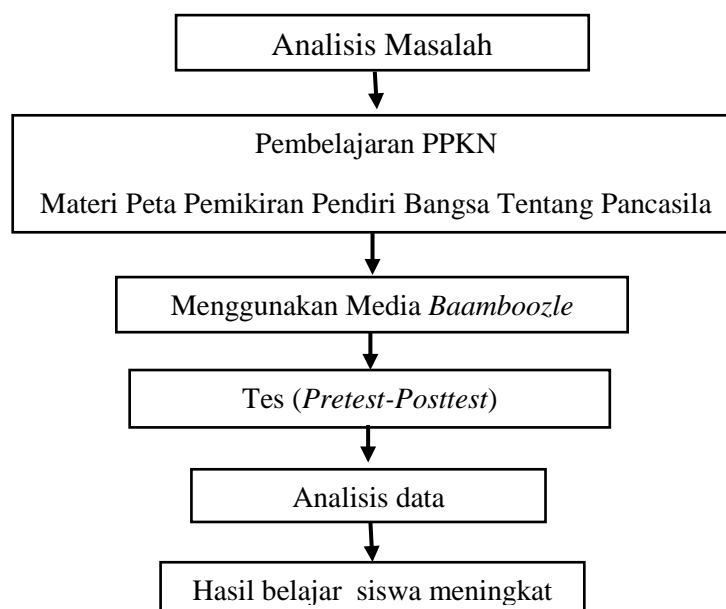 Analisis Masalah
Pembelajaran PPKN
Materi Peta Pemikiran Pendiri Bangsa Tentang Pancasila
Menggunakan Media Baamboozle
Tes (Pretest-Posttest)
Analisis data
Hasil belajar siswa meningkat